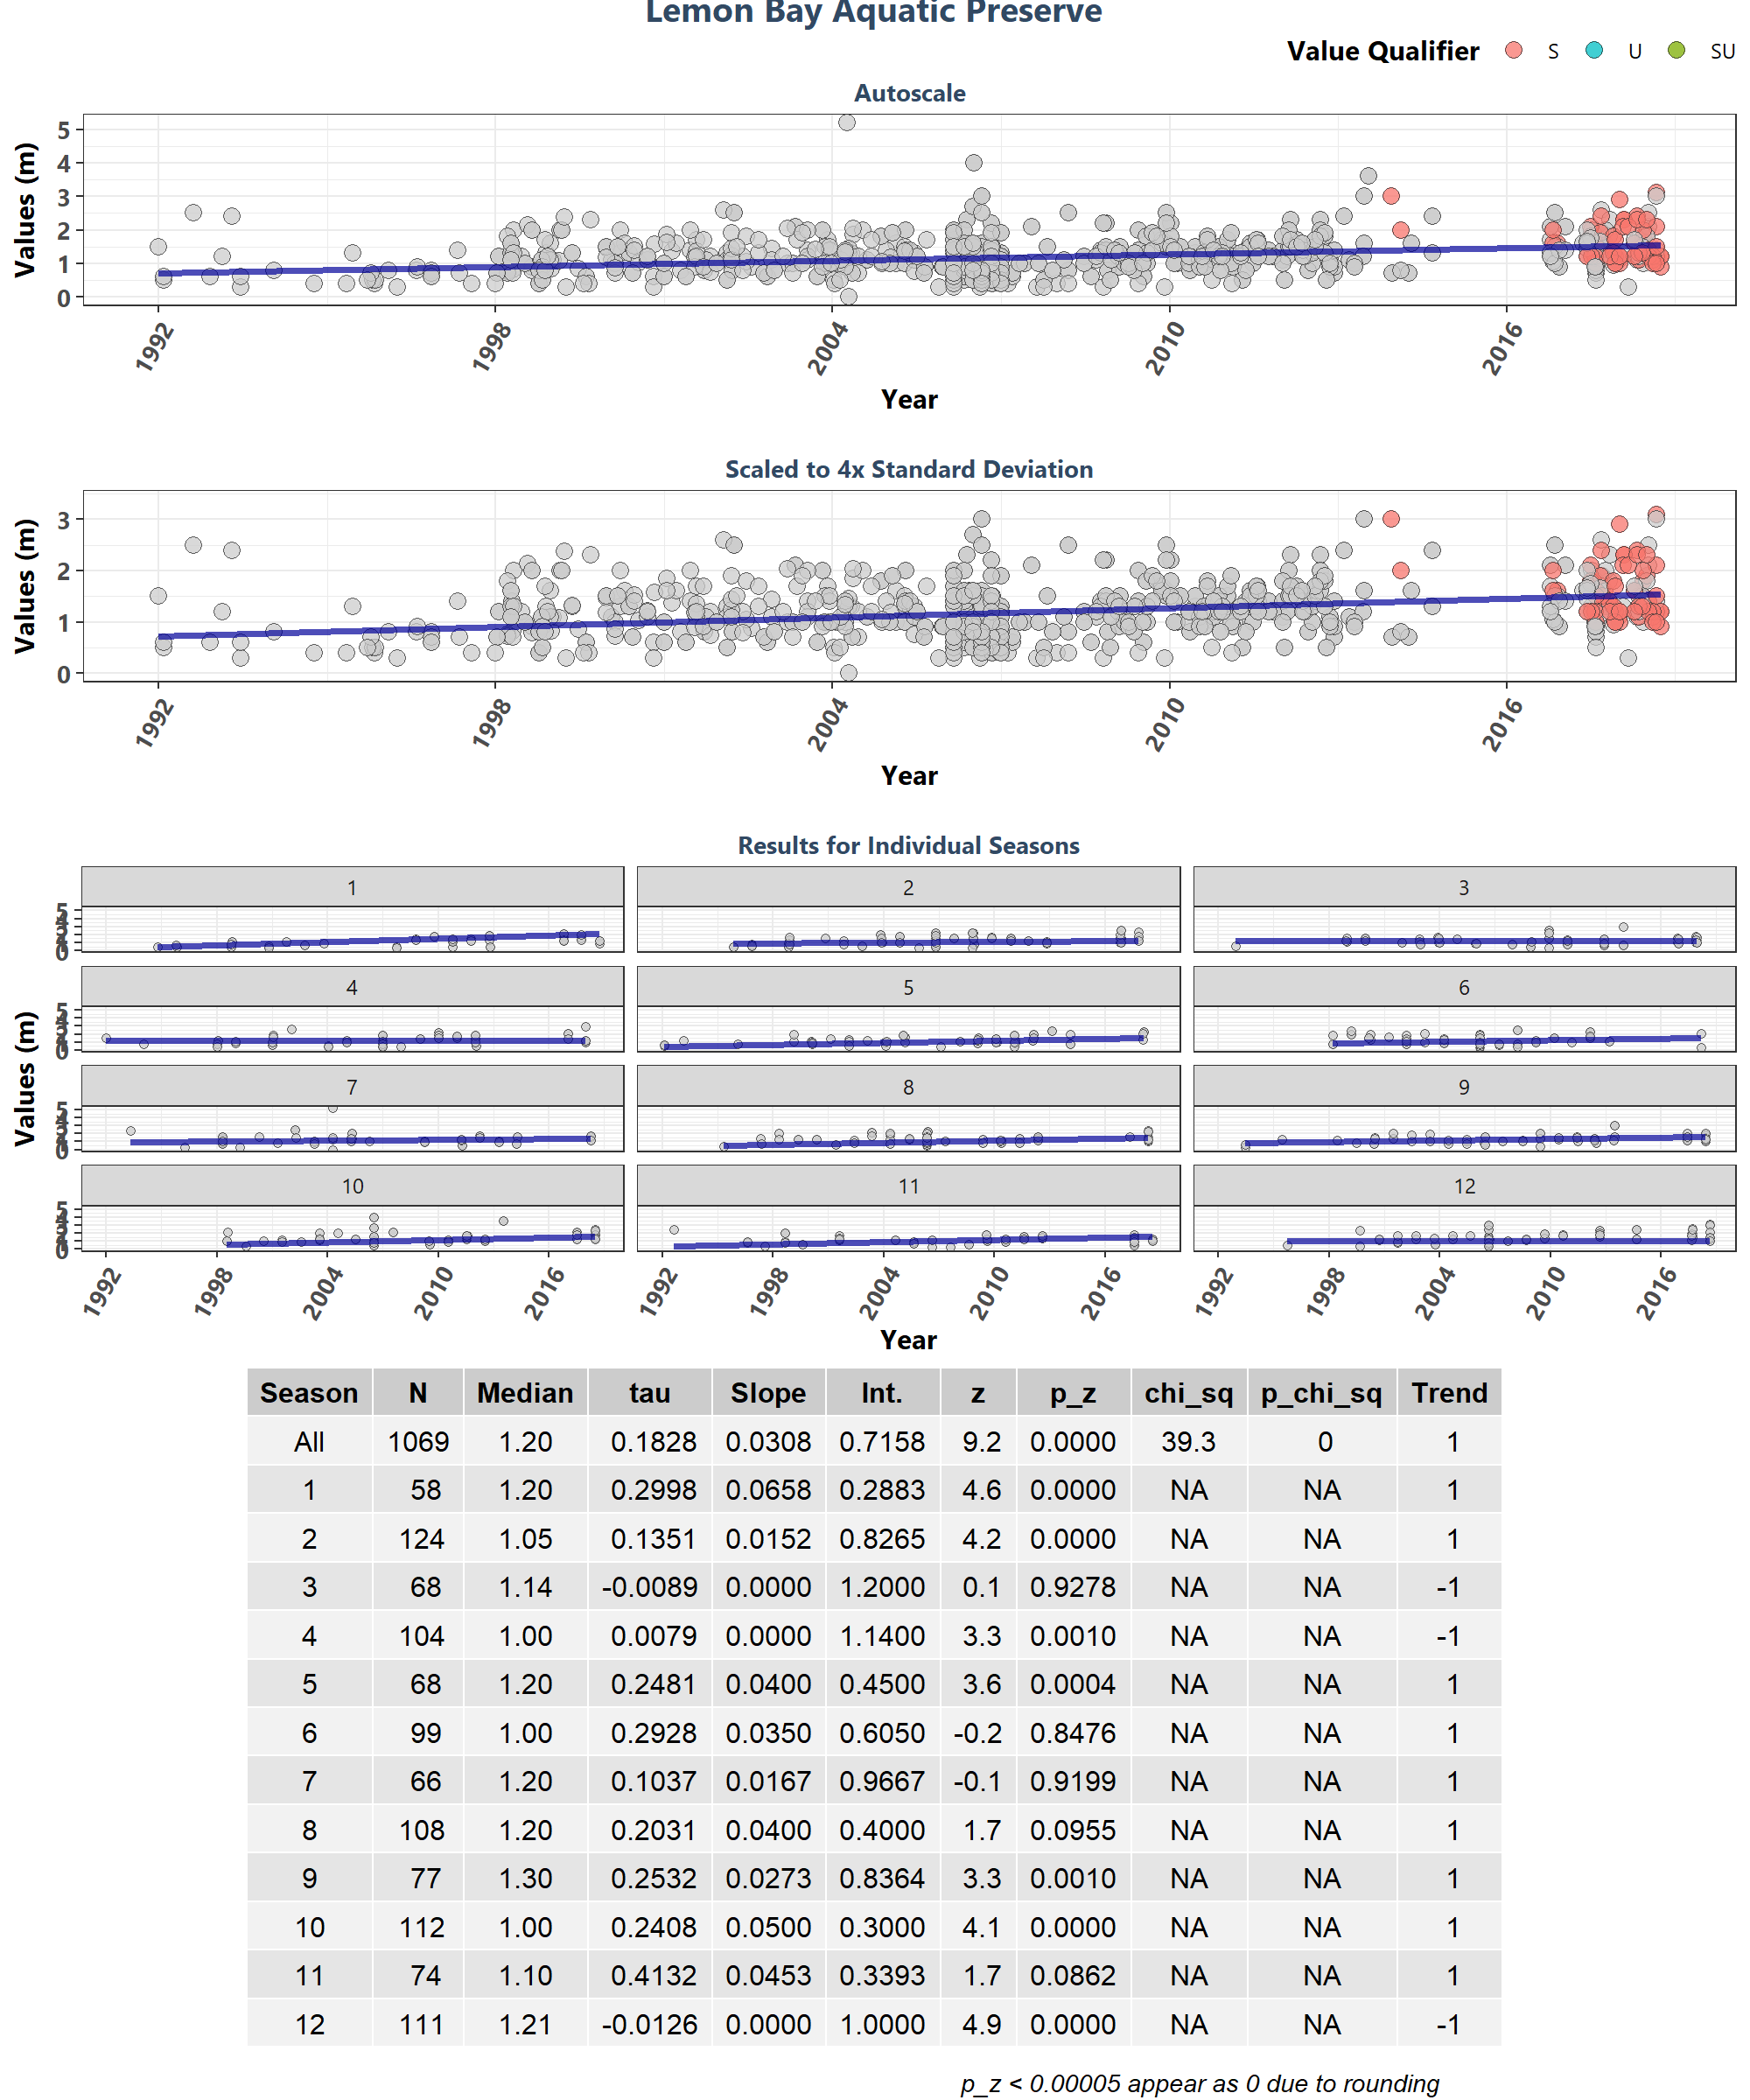 Lemon Bay Aquatic Preserve
Value Qualifier S U SU
Autoscale
Values (m)
5
4
3
2
1
0
1992 1998 2004 2010 2016
Year
Scaled to 4x Standard Deviation
Values (m)
3
2
1
0
1992 1998 2004 2010 2016
Year
Results for Individual Seasons
Values (m)
1 2 3
4 5 6
7 8 9
10 11 12
1992 1998 2004 2010 2016 1992 1998 2004 2010 2016 1992 1998 2004 2010 2016
Year
Season N Median tau Slope Int. z p_z chi_sq p_chi_sq Trend
All 1069 1.20 0.1828 0.0308 0.7158 9.2 0.0000 39.3 0 1
1 58 1.20 0.2998 0.0658 0.2883 4.6 0.0000 NA NA 1
2 124 1.05 0.1351 0.0152 0.8265 4.2 0.0000 NA NA 1
3 68 1.14 -0.0089 0.0000 1.2000 0.1 0.9278 NA NA -1
4 104 1.00 0.0079 0.0000 1.1400 3.3 0.0010 NA NA -1
5 68 1.20 0.2481 0.0400 0.4500 3.6 0.0004 NA NA 1
6 99 1.00 0.2928 0.0350 0.6050 -0.2 0.8476 NA NA 1
7 66 1.20 0.1037 0.0167 0.9667 -0.1 0.9199 NA NA 1
8 108 1.20 0.2031 0.0400 0.4000 1.7 0.0955 NA NA 1
9 77 1.30 0.2532 0.0273 0.8364 3.3 0.0010 NA NA 1
10 112 1.00 0.2408 0.0500 0.3000 4.1 0.0000 NA NA 1
11 74 1.10 0.4132 0.0453 0.3393 1.7 0.0862 NA NA 1
12 111 1.21 -0.0126 0.0000 1.0000 4.9 0.0000 NA NA -1
p_z < 0.00005 appear as 0 due to rounding